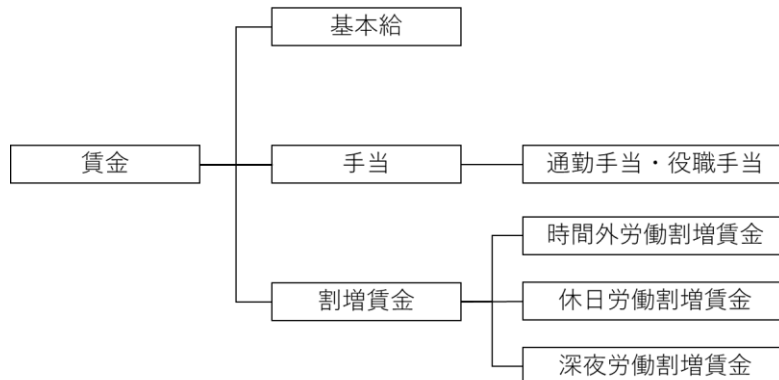 基本給
賃金
手当
通勤手当・役職手当
時間外労働割増賃金
割増賃金
休日労働割増賃金
深夜労働割増賃金